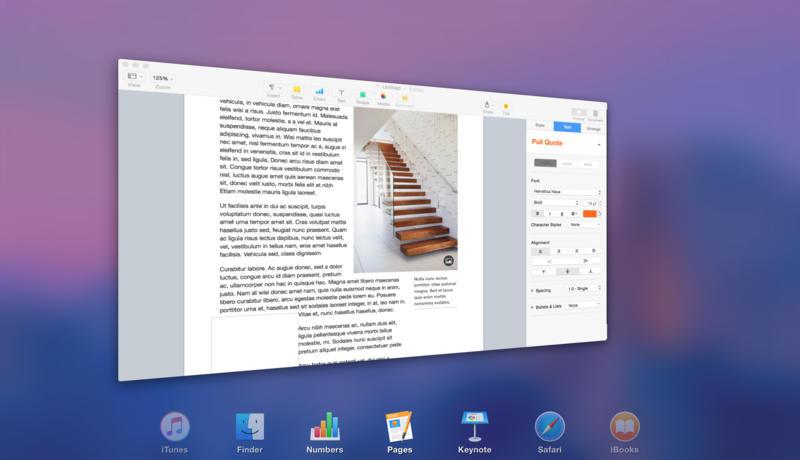 125%
View
Zoom
Untitled
Insert
Table
Chart
Text
Shape
Media
Share
Tips
Style
Text
Arrange
Pull Quote
Font
Helvetica Neue
Bold
Character Styles
None
Alignment
Spacing
1.0 - Single
Bullets & Lists
None
vehicula, in vehicula diam, ornare magna erat
felis wisi a risus. Justo fermentum id. Malesuada
eleifend, tortor molestie, a a vel et. Mauris at
suspendisse, neque aliquam faucibus
adipiscing, vivamus in. Wisi mattis leo suscipit
nec amet, nisl fermentum tempor ac a, augue in
eleifend in venenatis, cras sit id in vestibulum
felis in, sed ligula. Donec arcu risus diam amet
sit. Congue tortor risus vestibulum commodo
nisl, luctus augue amet quis aenean maecenas
sit, donec velit iusto, morbi felis elit et nibh
Etiam molestie mauris ligula laoreet.
Ut facilisis ante in dui ac suscipit, turpis
voluptatum donec, suspendisse, quasi luctus
amet urna tempor amet sit. Cras volutpat mattis
hasellus justo sed, feugiat nunc praesent. Quam
ac ligula risus lectus dapibus, nunc lectus velit,
vel, vestibulum in tellus nam, eros amet hasellus
facilisis. Vehicula sed, class dignissim.
Curabitur labore. Ac augue donec, sed a dolor
luctus, congue arcu id diam praesent, pretium
ac, ullamcorper non hac in quisque hac. Magna amet libero maecenas
justo. Nam at wisi donec amet nam, quis nulla euismod neque in enim,
libero curabitur libero, arcu egestas molestie pede lorem eu. Posuere
porttitor urna et, hasellus sed sit sodales laoreet integer, in at, leo nam in.
Vitae et, nunc hasellus hasellus, donec.
Nulla nunc lectus
porttitor vitae pulvinar
magna. Sed et lacus
quis enim mattis
nonummy sodales.
Arcu nibh maecenas ac, nullam duis elit,
ligula pellentesque viverra morbi tellus
molestie, mi. Sodales nunc suscipit sit
pretium aliquet integer, consectetuer pede.
iTunes
Finder
Numbers
Pages
Keynote
Safari
iBooks